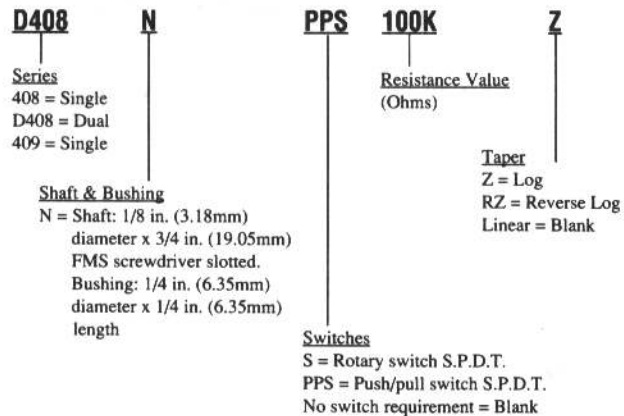 D408 N PPS 100K Z
Series
408 = Single
D408 = Dual
409 = Single
Resistance Value
(Ohms)
Taper
Z = Log
RZ = Reverse Log
Linear = Blank
Shaft & Bushing
N = Shaft: 1/8 in. (3.18mm)
diameter x 3/4 in. (19.05mm)
FMS screwdriver slotted.
Bushing: 1/4 in. (6.35mm)
diameter x 1/4 in. (6.35mm)
length
Switches
S = Rotary switch S.P.D.T.
PPS = Push/pull switch S.P.D.T.
No switch requirement = Blank